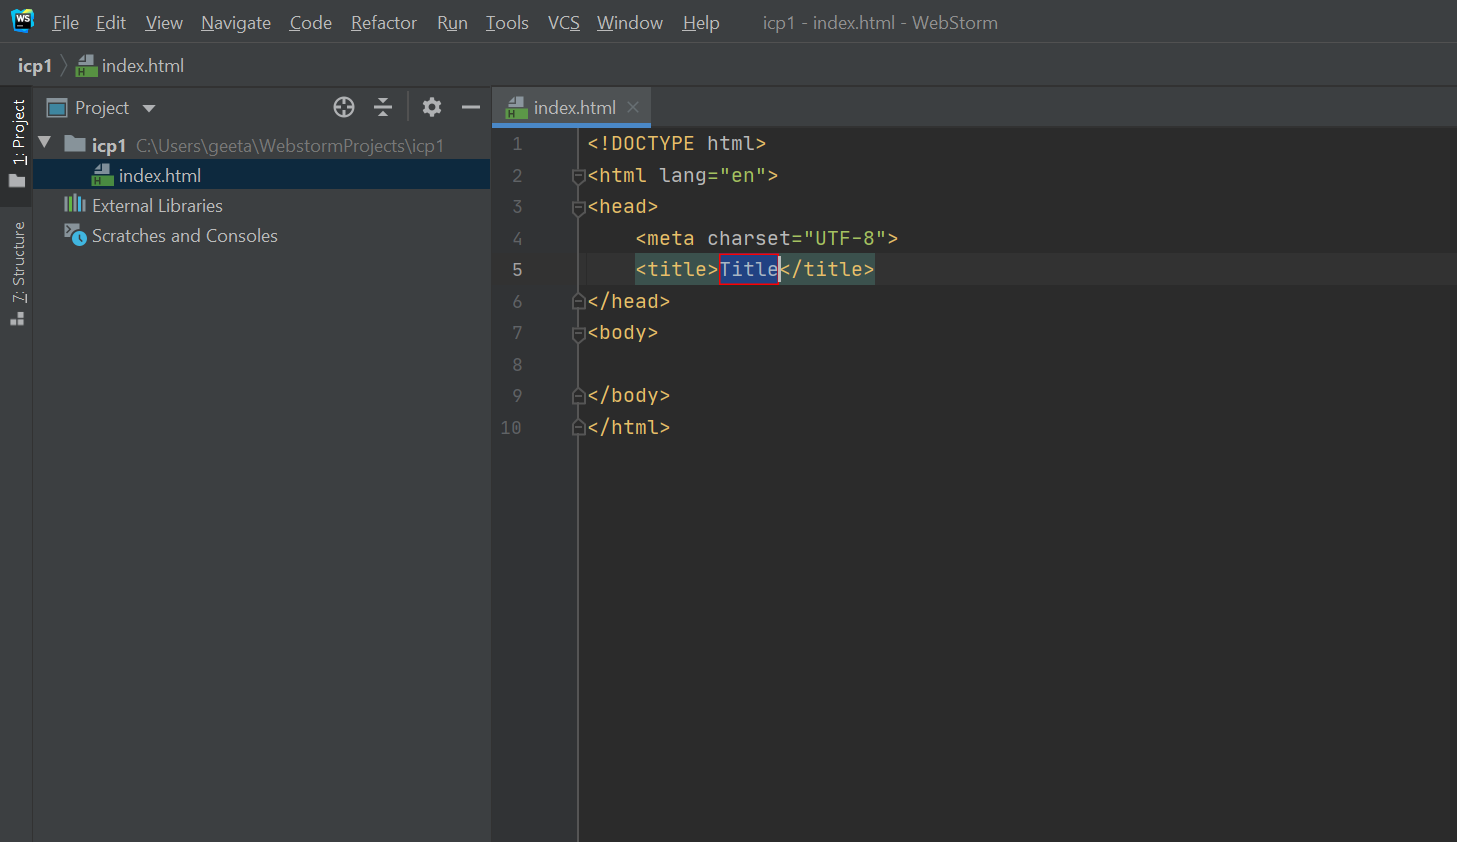 WS File Edit View Navigate Code Refactor Run Tools VCS Window Help icp1 - index.html - WebStorm
icp1 index.html
1: Project
7: Structure
Project
icp1 C:\Users\geeta\WebstormProjects\icp1
index.html
External Libraries
Scratches and Consoles
index.html
1 <!DOCTYPE html>
2 <html lang="en">
3 <head>
4     <meta charset="UTF-8">
5     <title>Title</title>
6 </head>
7 <body>
8
9 </body>
10 </html>